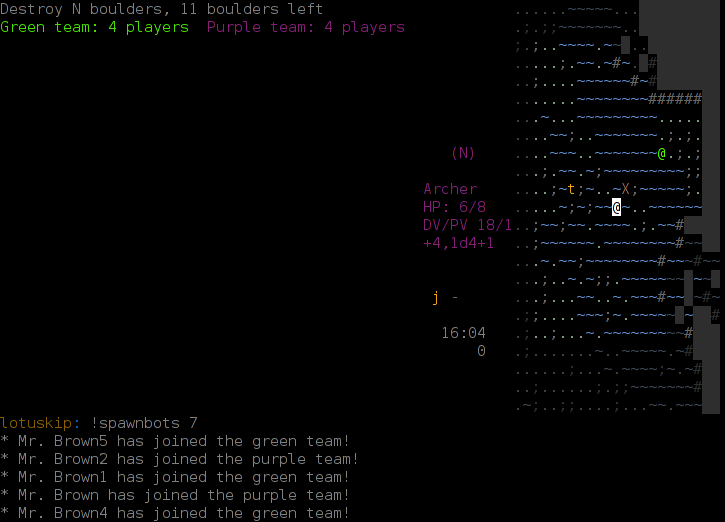 Destroy N boulders, 11 boulders left
Green team: 4 players  Purple team: 4 players
(N)
Archer
HP: 6/8
DV/PV 18/1
+4,1d4+1
j -
16:04
0
lotuskip: !spawnbots 7
* Mr. Brown5 has joined the green team!
* Mr. Brown2 has joined the purple team!
* Mr. Brown1 has joined the green team!
* Mr. Brown has joined the purple team!
* Mr. Brown4 has joined the green team!